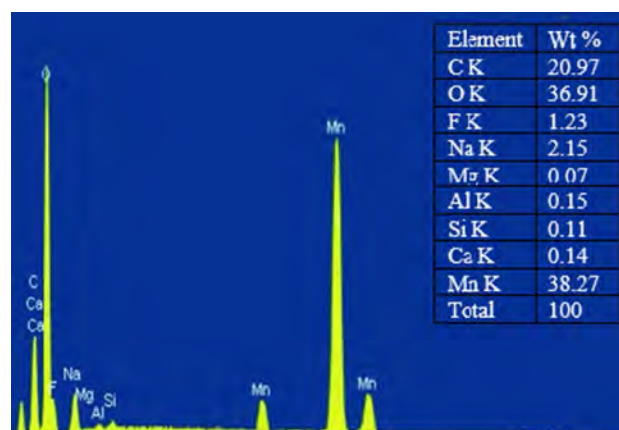 Element Wt %
C K 20.97
O K 36.91
F K 1.23
Na K 2.15
Mg K 0.07
Al K 0.15
Si K 0.11
Ca K 0.14
Mn K 38.27
Total 100
O
Mn
C
Ca
Ca
F
Na
Mg
Al
Si
Mn
Mn